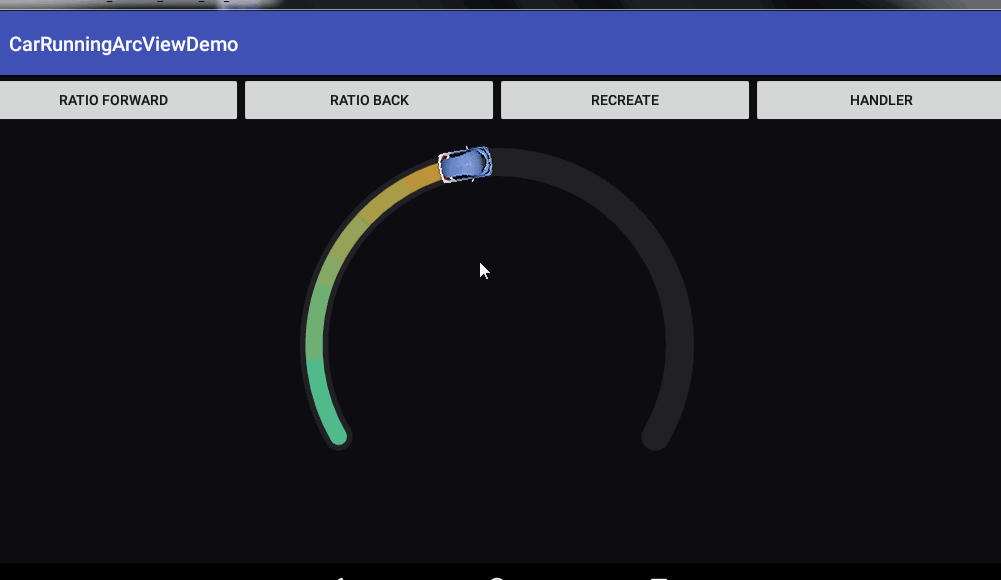 CarRunningArcViewDemo
RATIO FORWARD
RATIO BACK
RECREATE
HANDLER